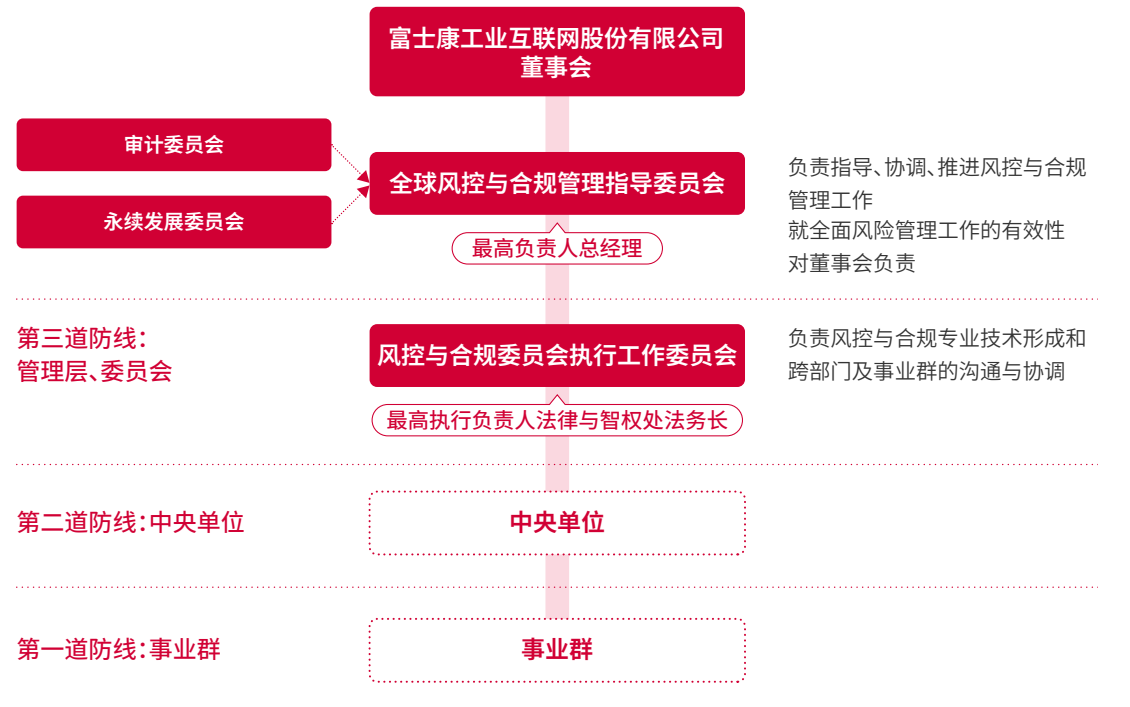 富士康工业互联网股份有限公司
董事会
审计委员会
永续发展委员会
全球风控与合规管理指导委员会
最高负责人总经理
负责指导、协调、推进风控与合规
管理工作
就全面风险管理工作的有效性
对董事会负责
第三道防线：
管理层、委员会
风控与合规委员会执行工作委员会
最高执行负责人法律与智权处法务长
负责风控与合规专业技术形成和
跨部门及事业群的沟通与协调
第二道防线：中央单位
中央单位
第一道防线：事业群
事业群